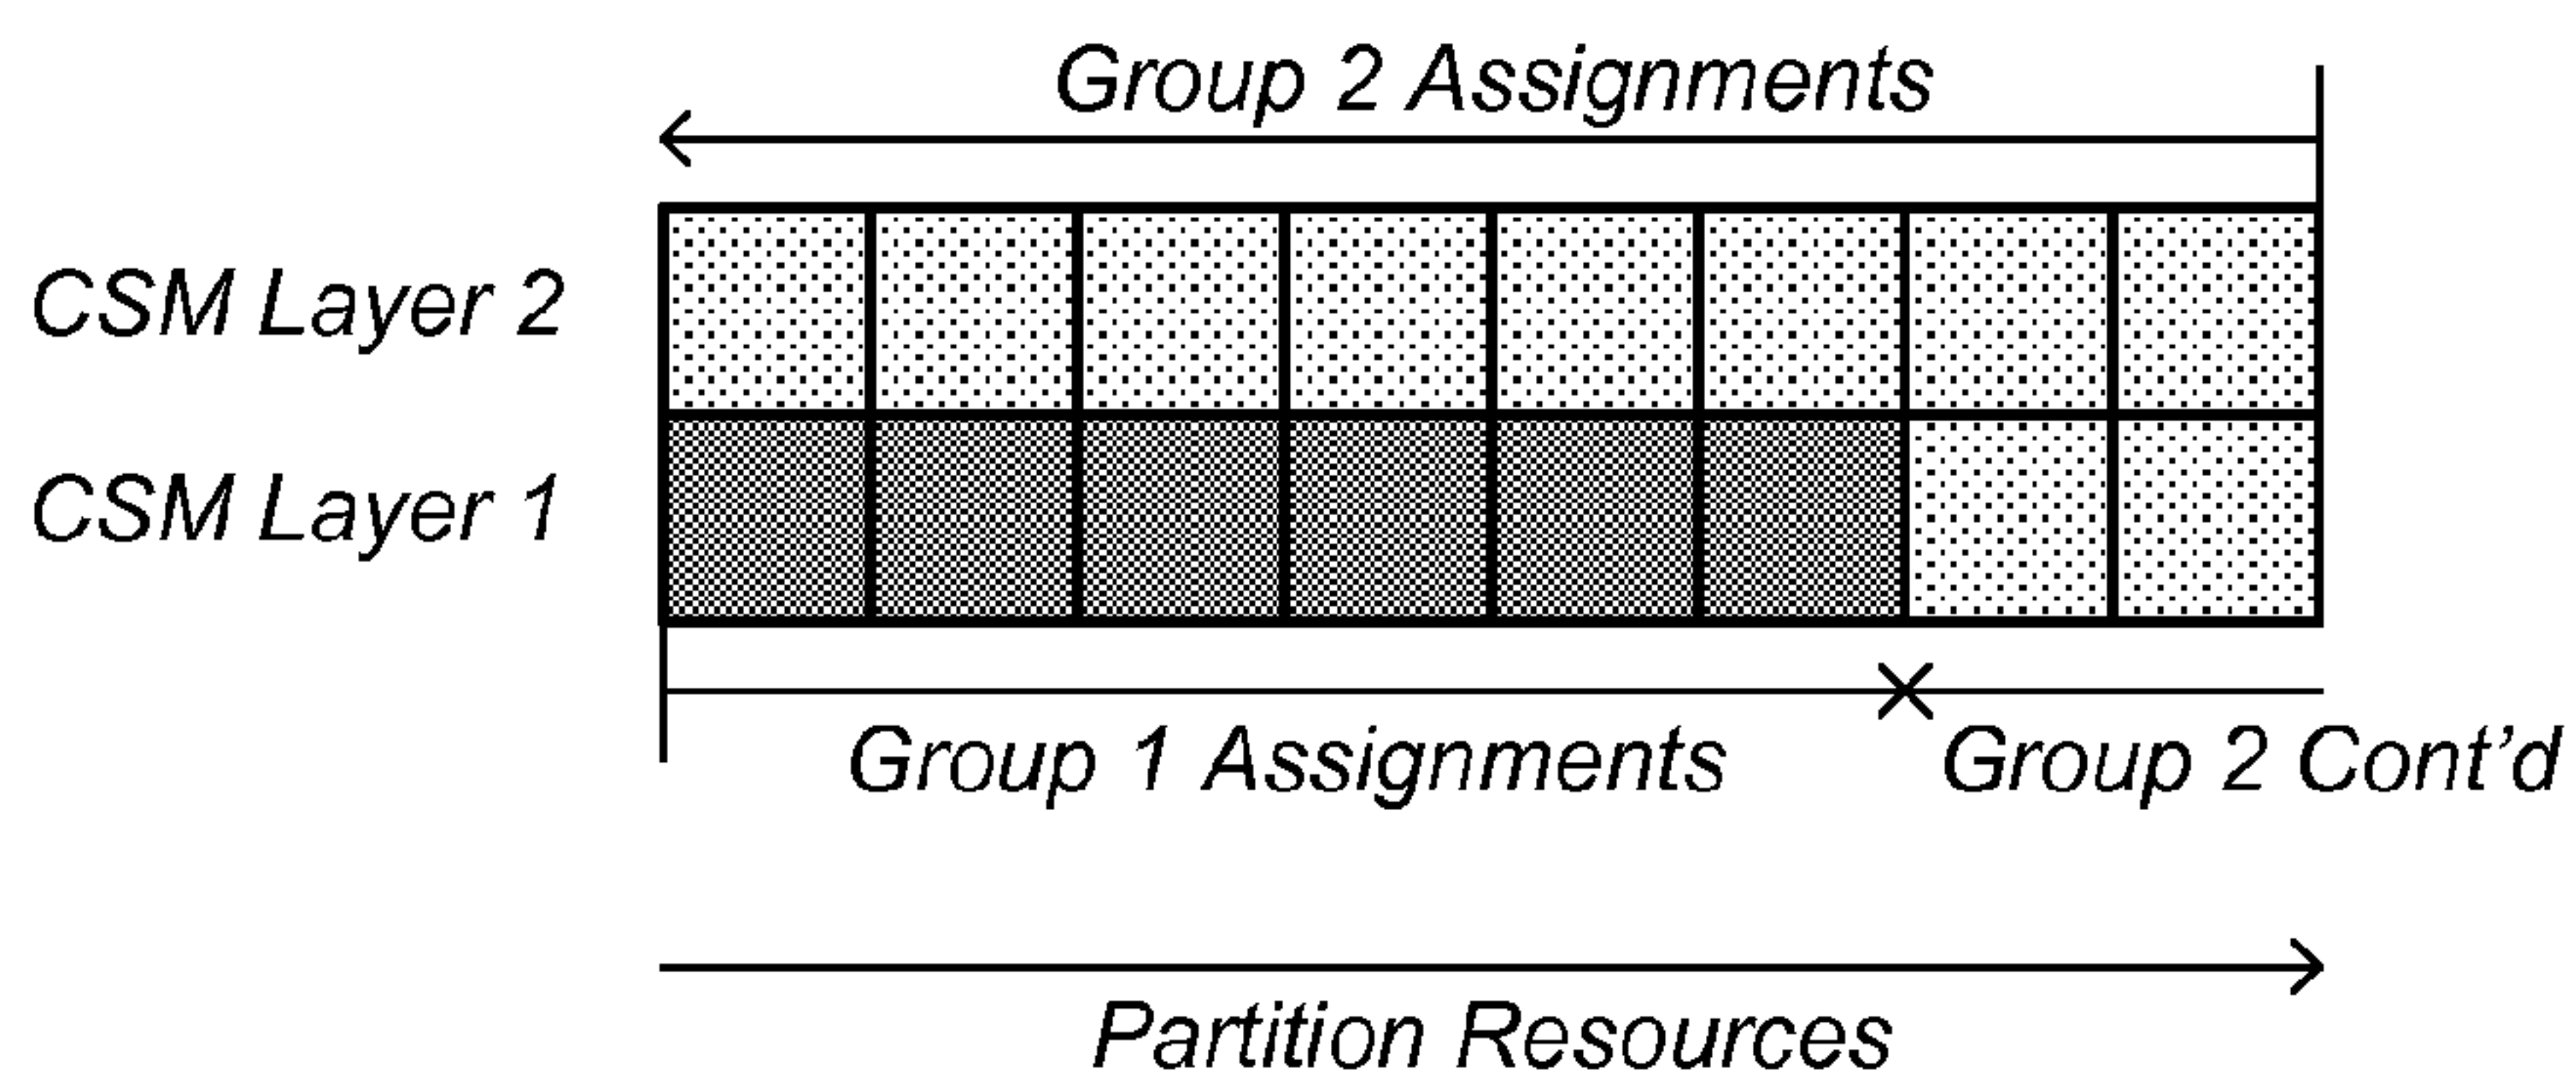 Group 2 Assignments
CSM Layer 2
CSM Layer 1
Group 1 Assignments
Group 2 Cont'd
Partition Resources